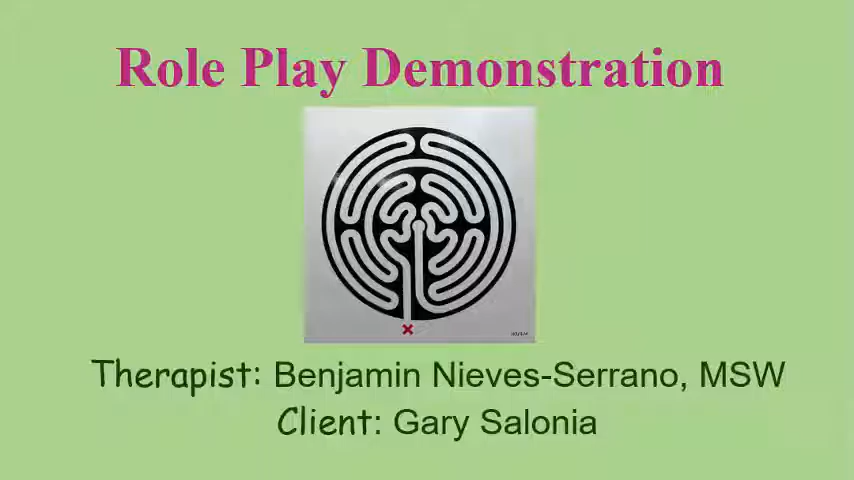 Role Play Demonstration
Therapist: Benjamin Nieves-Serrano, MSW
Client: Gary Salonia